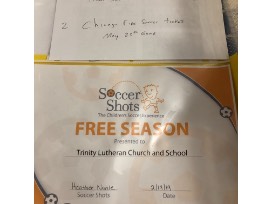 2 Chicago Fire Soccer tickets
May 25th Game
Soccer
Shots
The Children's Soccer Experience
FREE SEASON
Presented to
Trinity Lutheran Church and School
Soccer Shots
Date